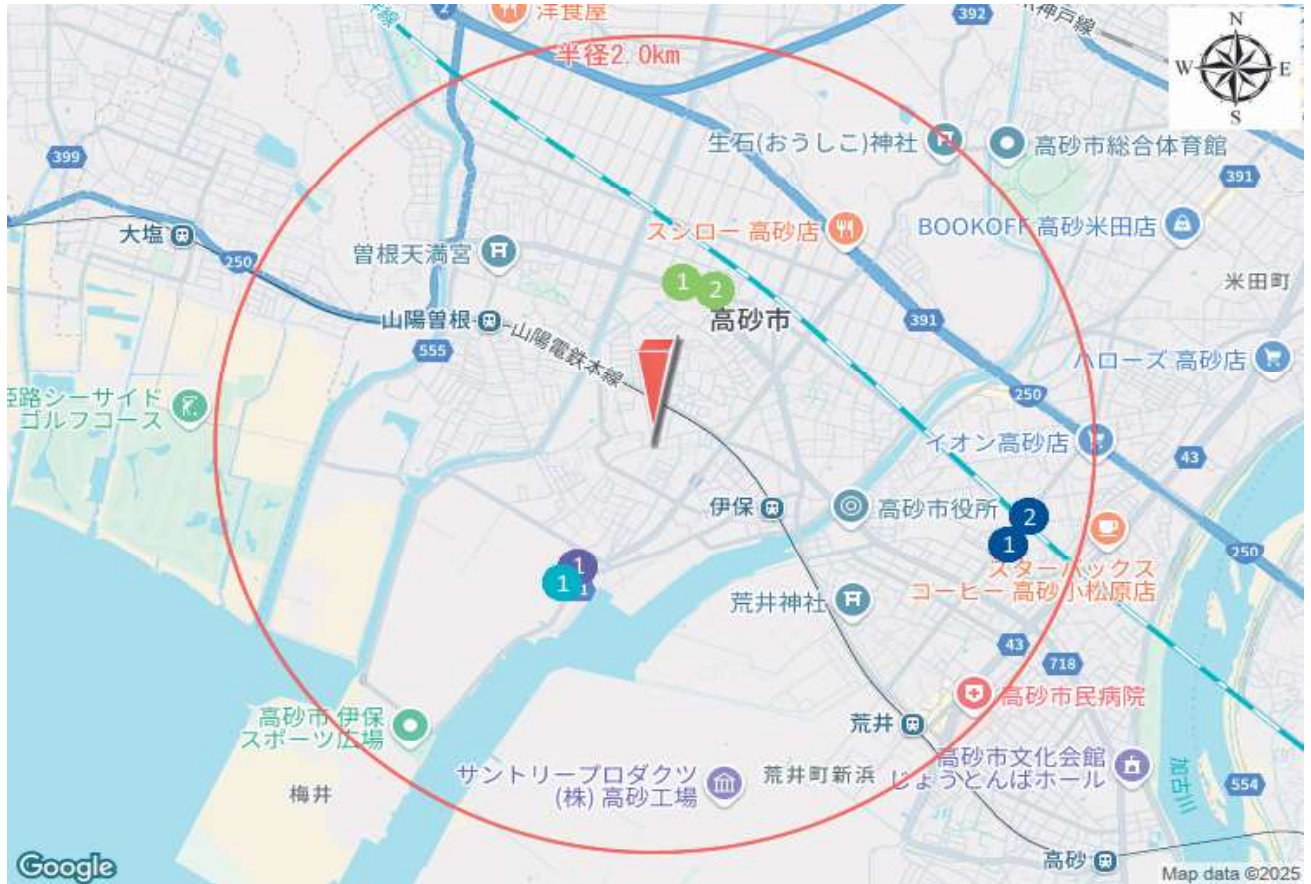 2
洋食屋
392
神戸線
N
W
E
S
半径2.0km
生石(おうしこ)神社
高砂市総合体育館
399
391
スシロー 高砂店
BOOKOFF 高砂米田店
大塩
曽根天満宮
250
米田町
1
2
高砂市
山陽曽根
山陽電鉄本線
391
555
ハローズ 高砂店
姫路シーサイド
ゴルフコース
250
イオン高砂店
43
伊保
高砂市役所
2
1
250
スターバックス
コーヒー 高砂小松原店
1
1
荒井神社
43
718
高砂市民病院
高砂市 伊保
スポーツ広場
荒井
梅井
サントリープロダクツ
(株) 高砂工場
荒井町新浜
高砂市文化会館
じょうとんばホール
加古川
554
高砂
Google
Map data ©2025